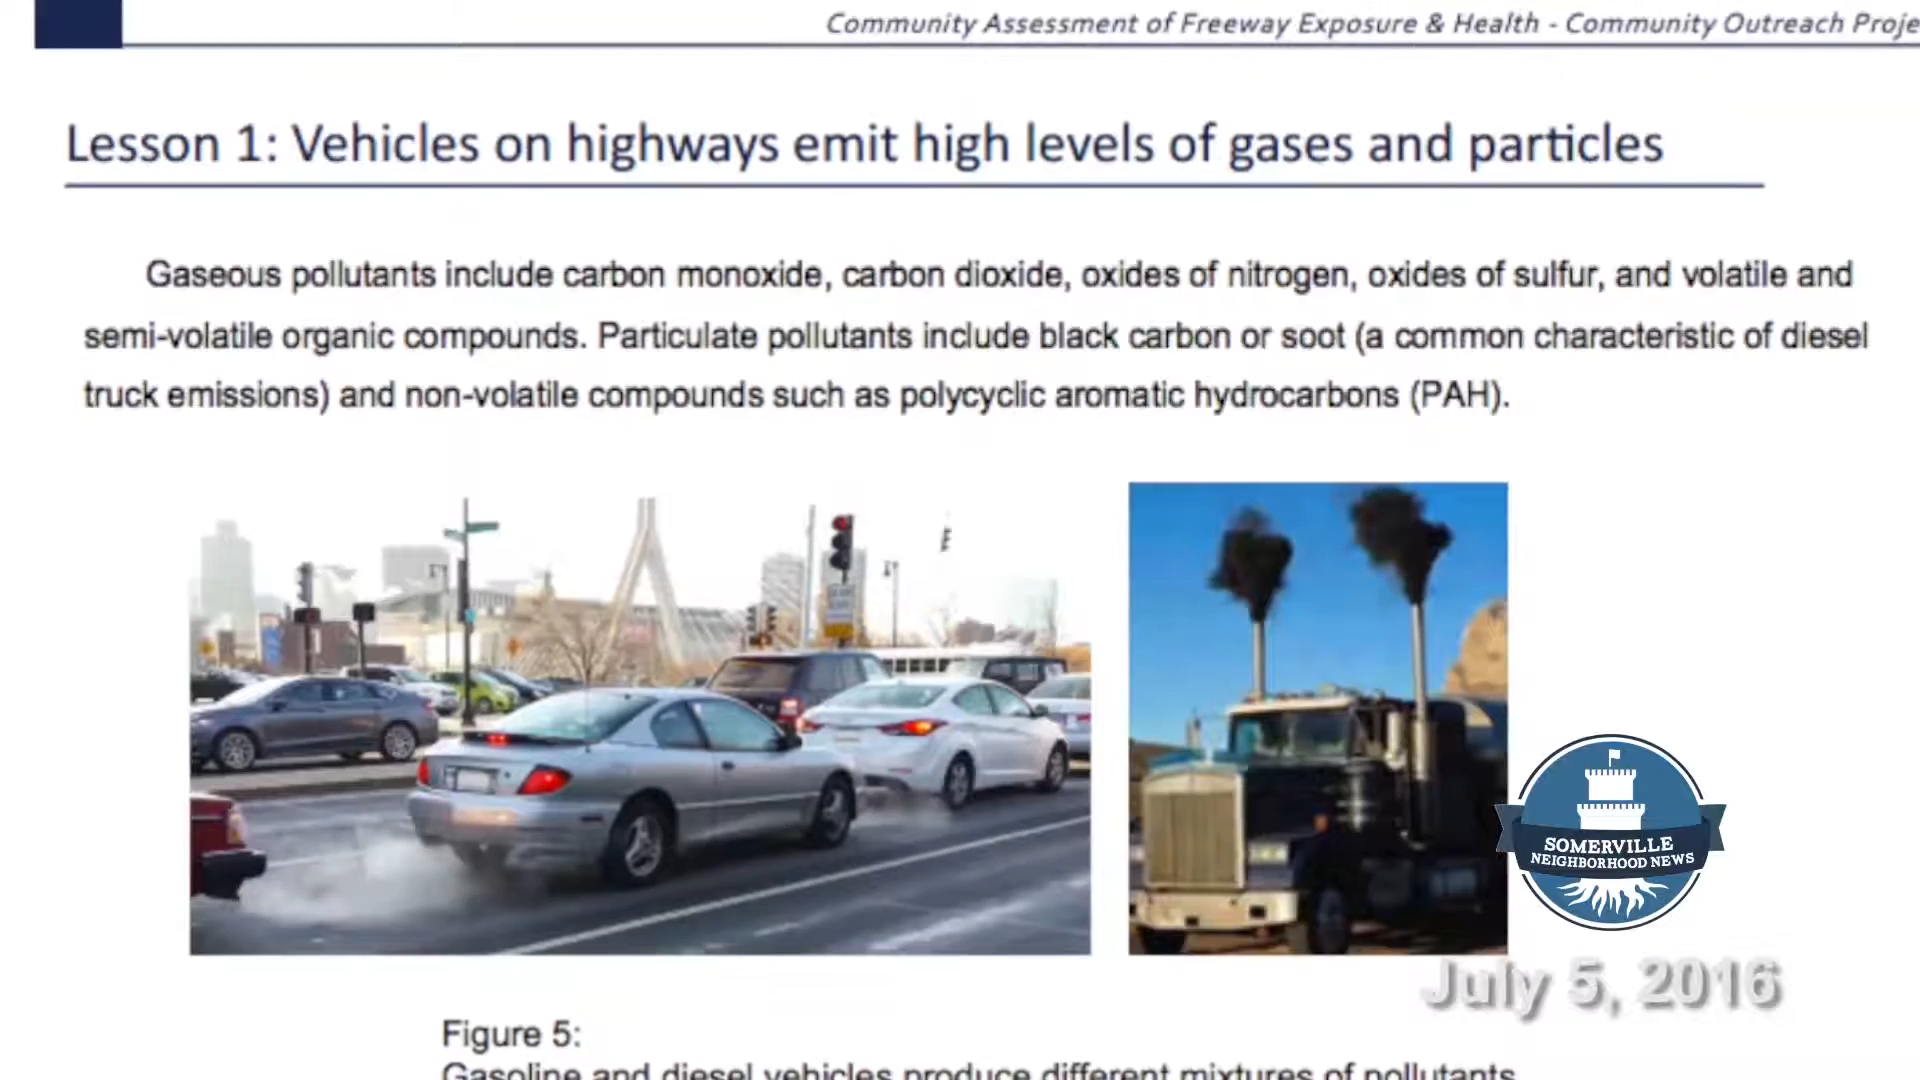 Community Assessment of Freeway Exposure & Health - Community Outreach Proje
Lesson 1: Vehicles on highways emit high levels of gases and particles
Gaseous pollutants include carbon monoxide, carbon dioxide, oxides of nitrogen, oxides of sulfur, and volatile and
semi-volatile organic compounds. Particulate pollutants include black carbon or soot (a common characteristic of diesel
truck emissions) and non-volatile compounds such as polycyclic aromatic hydrocarbons (PAH).
SOMERVILLE
NEIGHBORHOOD NEWS
July 5, 2016
Figure 5:
Gasoline and diesel vehicles produce different mixtures of pollutants